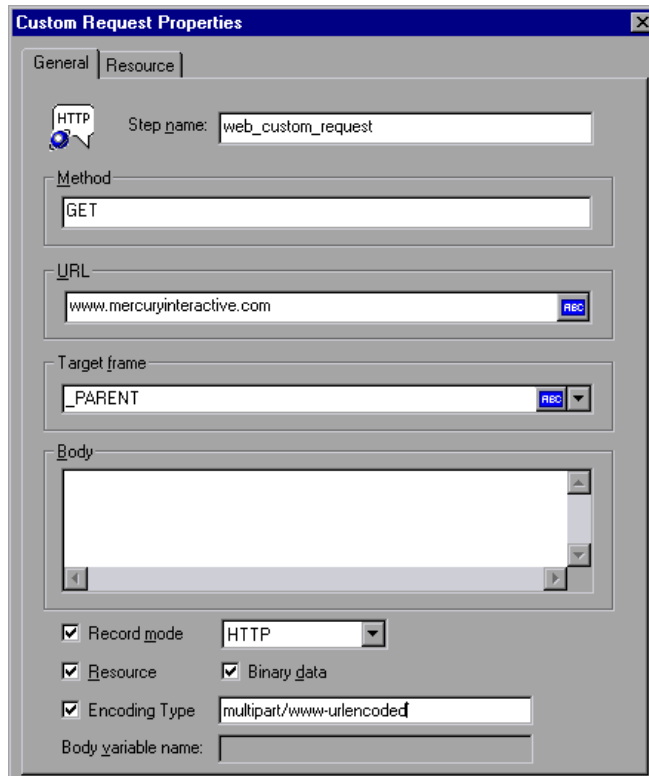 Custom Request Properties
General Resource
HTTP
Step name: web_custom_request
Method
GET
URL
www.mercuryinteractive.com ABC
Target frame
_PARENT ABC
Body
Record mode HTTP
Resource Binary data
Encoding Type multipart/www-urlencoded
Body variable name: